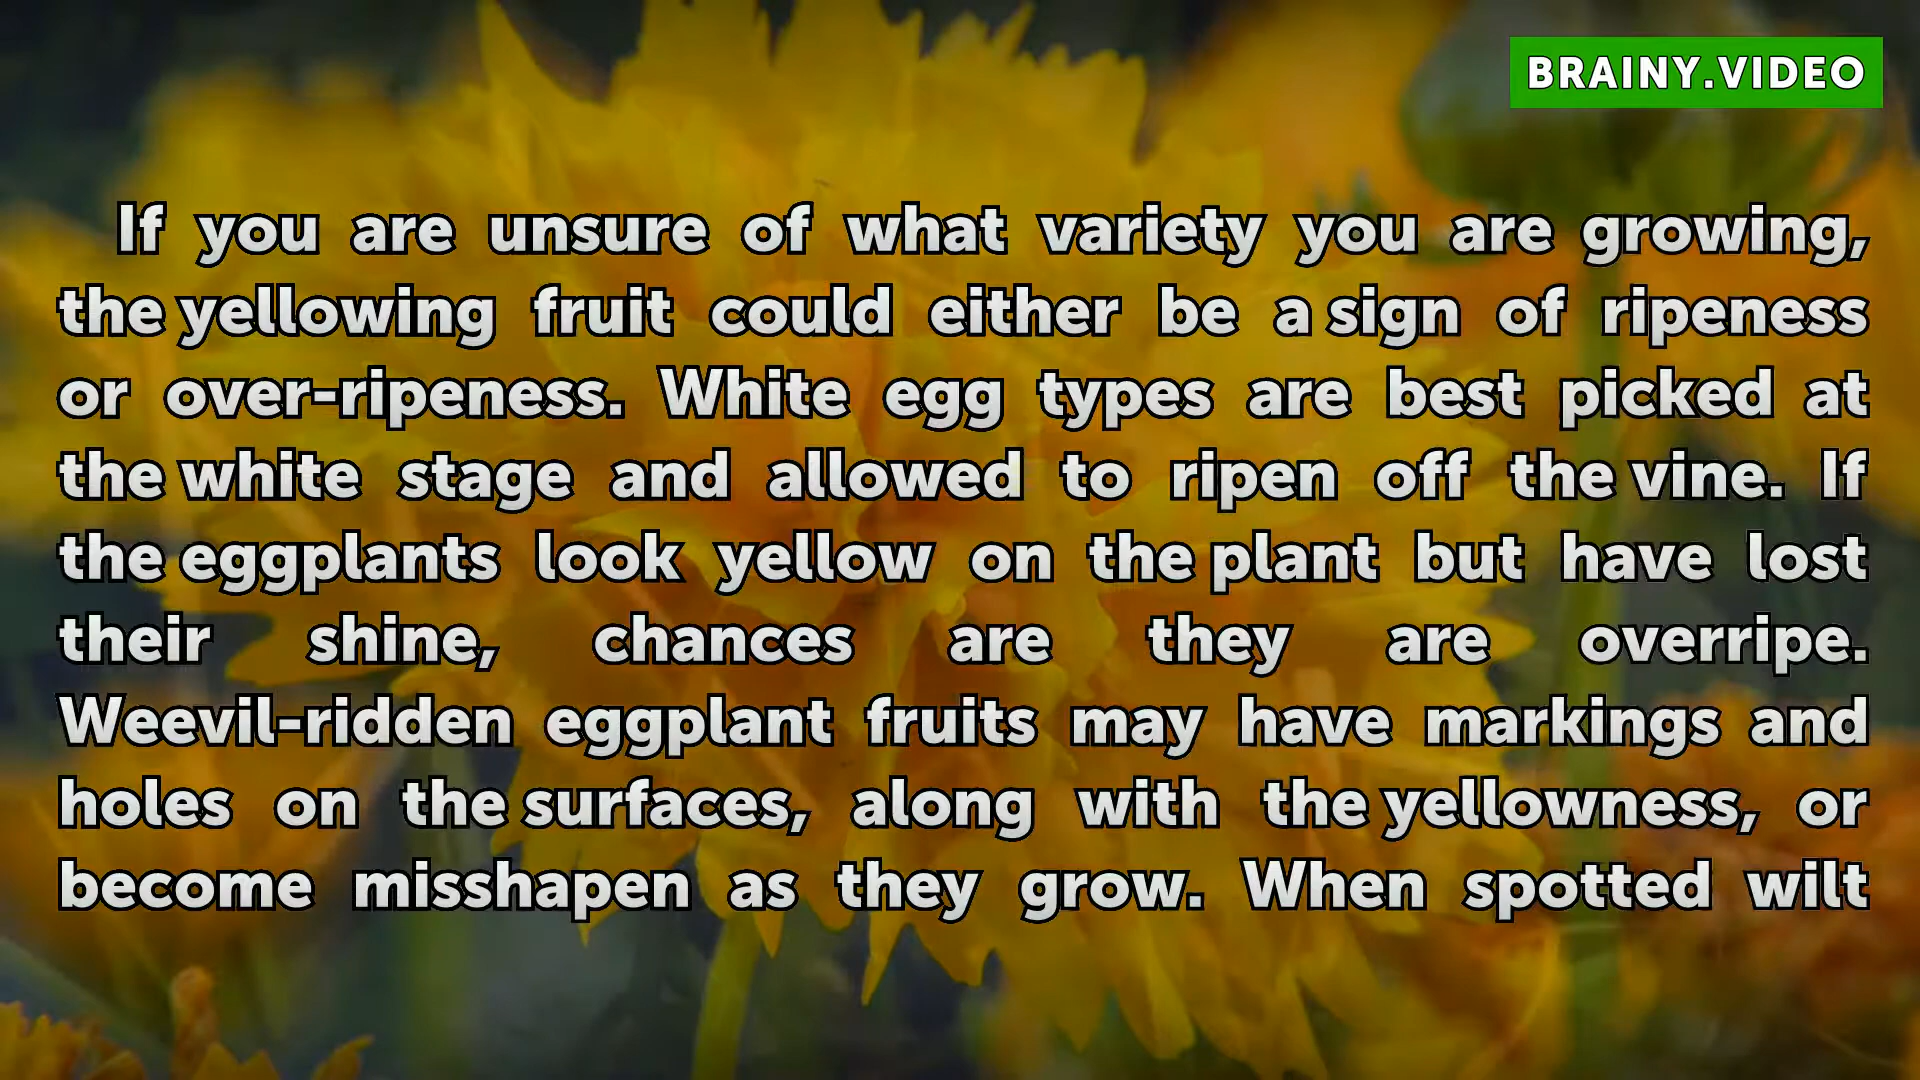 BRAINY.VIDEO
If you are unsure of what variety you are growing,
the yellowing fruit could either be a sign of ripeness
or over-ripeness. White egg types are best picked at
the white stage and allowed to ripen off the vine. If
the eggplants look yellow on the plant but have lost
their shine, chances are they are overripe.
Weevil-ridden eggplant fruits may have markings and
holes on the surfaces, along with the yellowness, or
become misshapen as they grow. When spotted wilt